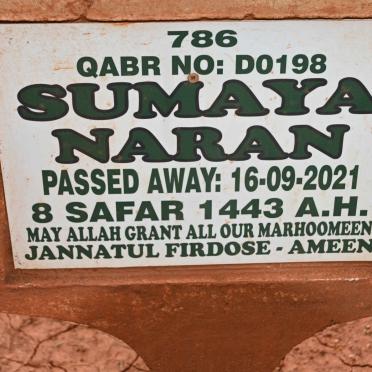 786
QABR NO: D0198
SUMAYA
NARAN
PASSED AWAY: 16-09-2021
8 SAFAR 1443 A.H.
MAY ALLAH GRANT ALL OUR MARHOOMEEN
JANNATUL FIRDOSE - AMEEN